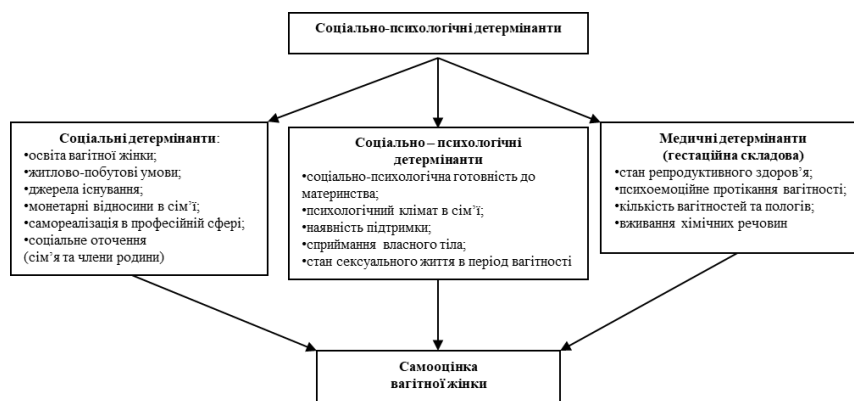 Соціально-психологічні детермінанти
Соціальні детермінанти:
•освіта вагітної жінки;
•житлово-побутові умови;
•джерела існування;
•монетарні відносини в сім’ї;
•самореалізація в професійній сфері;
•соціальне оточення
(сім’я та члени родини)
Соціально – психологічні
детермінанти
•соціально-психологічна готовність до
материнства;
•психологічний клімат в сім’ї;
•наявність підтримки;
•сприймання власного тіла;
•стан сексуального життя в період вагітності
Медичні детермінанти
(гестаційна складова)
•стан репродуктивного здоров’я;
•психоемоційне протікання вагітності;
•кількість вагітностей та пологів;
•вживання хімічних речовин
Самооцінка
вагітної жінки